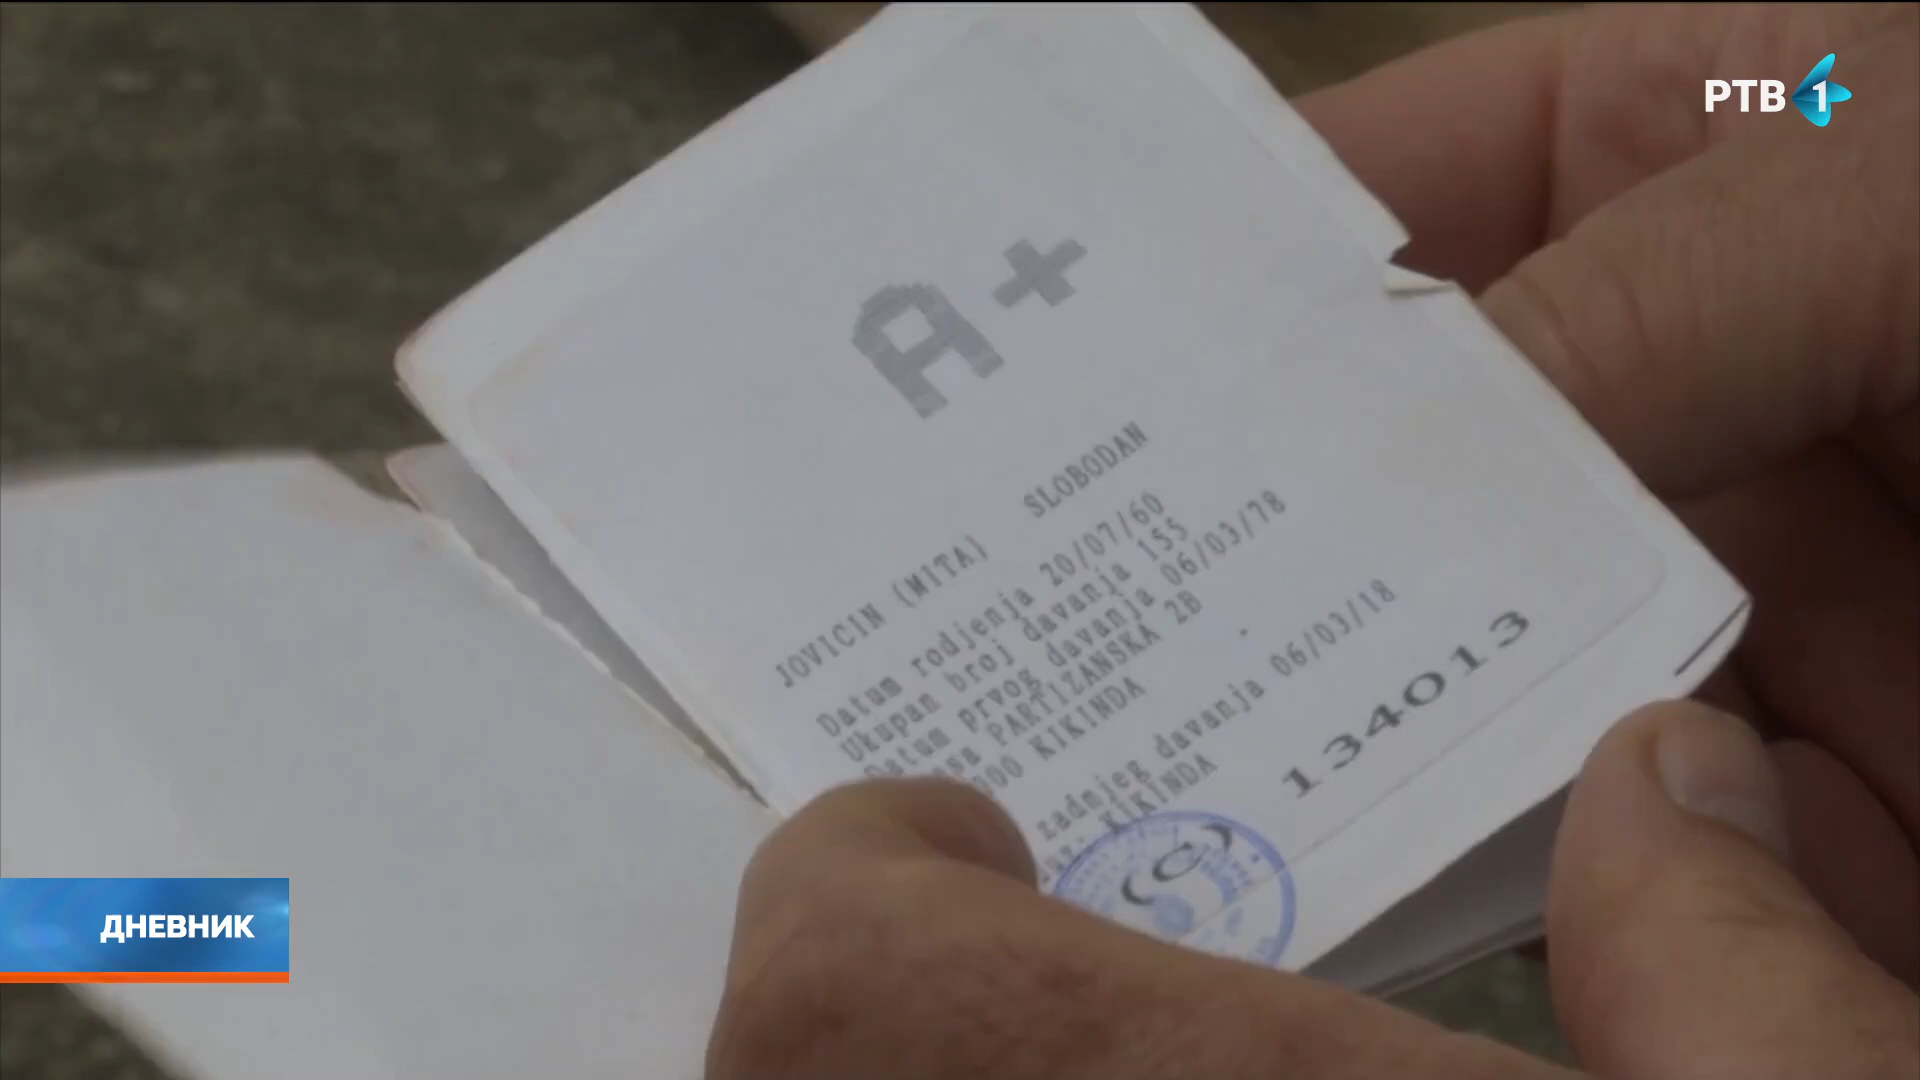 РТВ 1
A+
JOVICIN (MITA) SLOBODAN
Datum rodjenja 20/07/60
Ukupan broj davanja 155
Datum prvog davanja 06/03/78
PARTIZANSKA 2B
000 KIKINDA
zadnjeg davanja 06/03/18
KIKINDA
134013
(C)
ДНЕВНИК